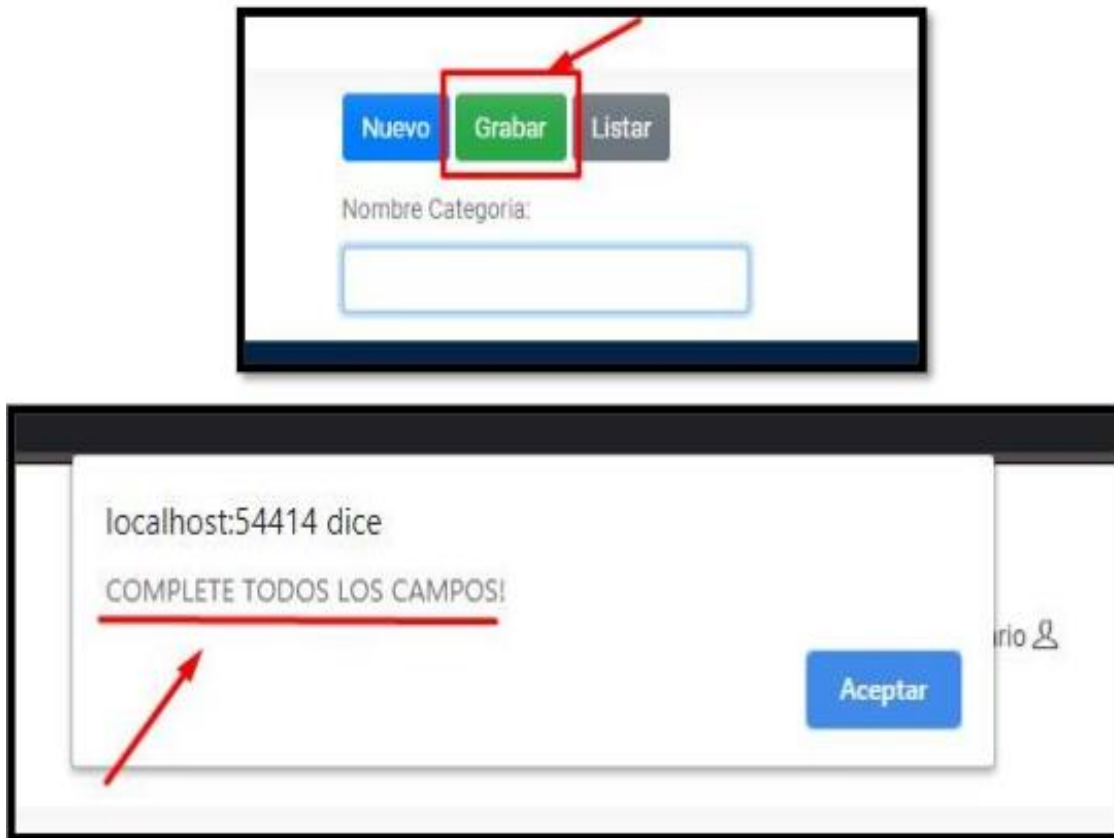 Nuevo Grabar Listar
Nombre Categoria:
localhost:54414 dice
COMPLETE TODOS LOS CAMPOS!
Aceptar